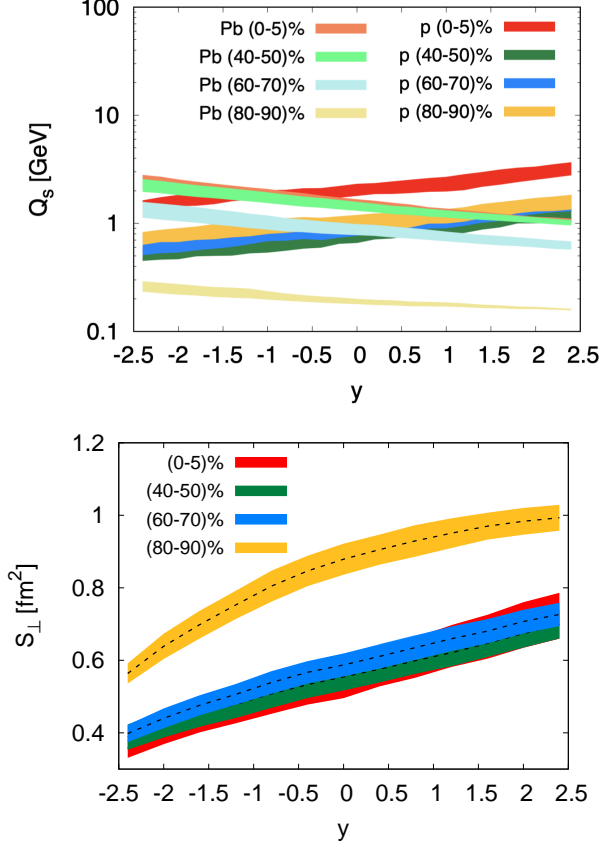 100
10
1
0.1
Q_s [GeV]
Pb (0-5)% p (0-5)%
Pb (40-50)% p (40-50)%
Pb (60-70)% p (60-70)%
Pb (80-90)% p (80-90)%
-2.5 -2 -1.5 -1 -0.5 0 0.5 1 1.5 2 2.5
y
1.2
1
0.8
0.6
0.4
S_⊥ [fm²]
(0-5)%
(40-50)%
(60-70)%
(80-90)%
-2.5 -2 -1.5 -1 -0.5 0 0.5 1 1.5 2 2.5
y